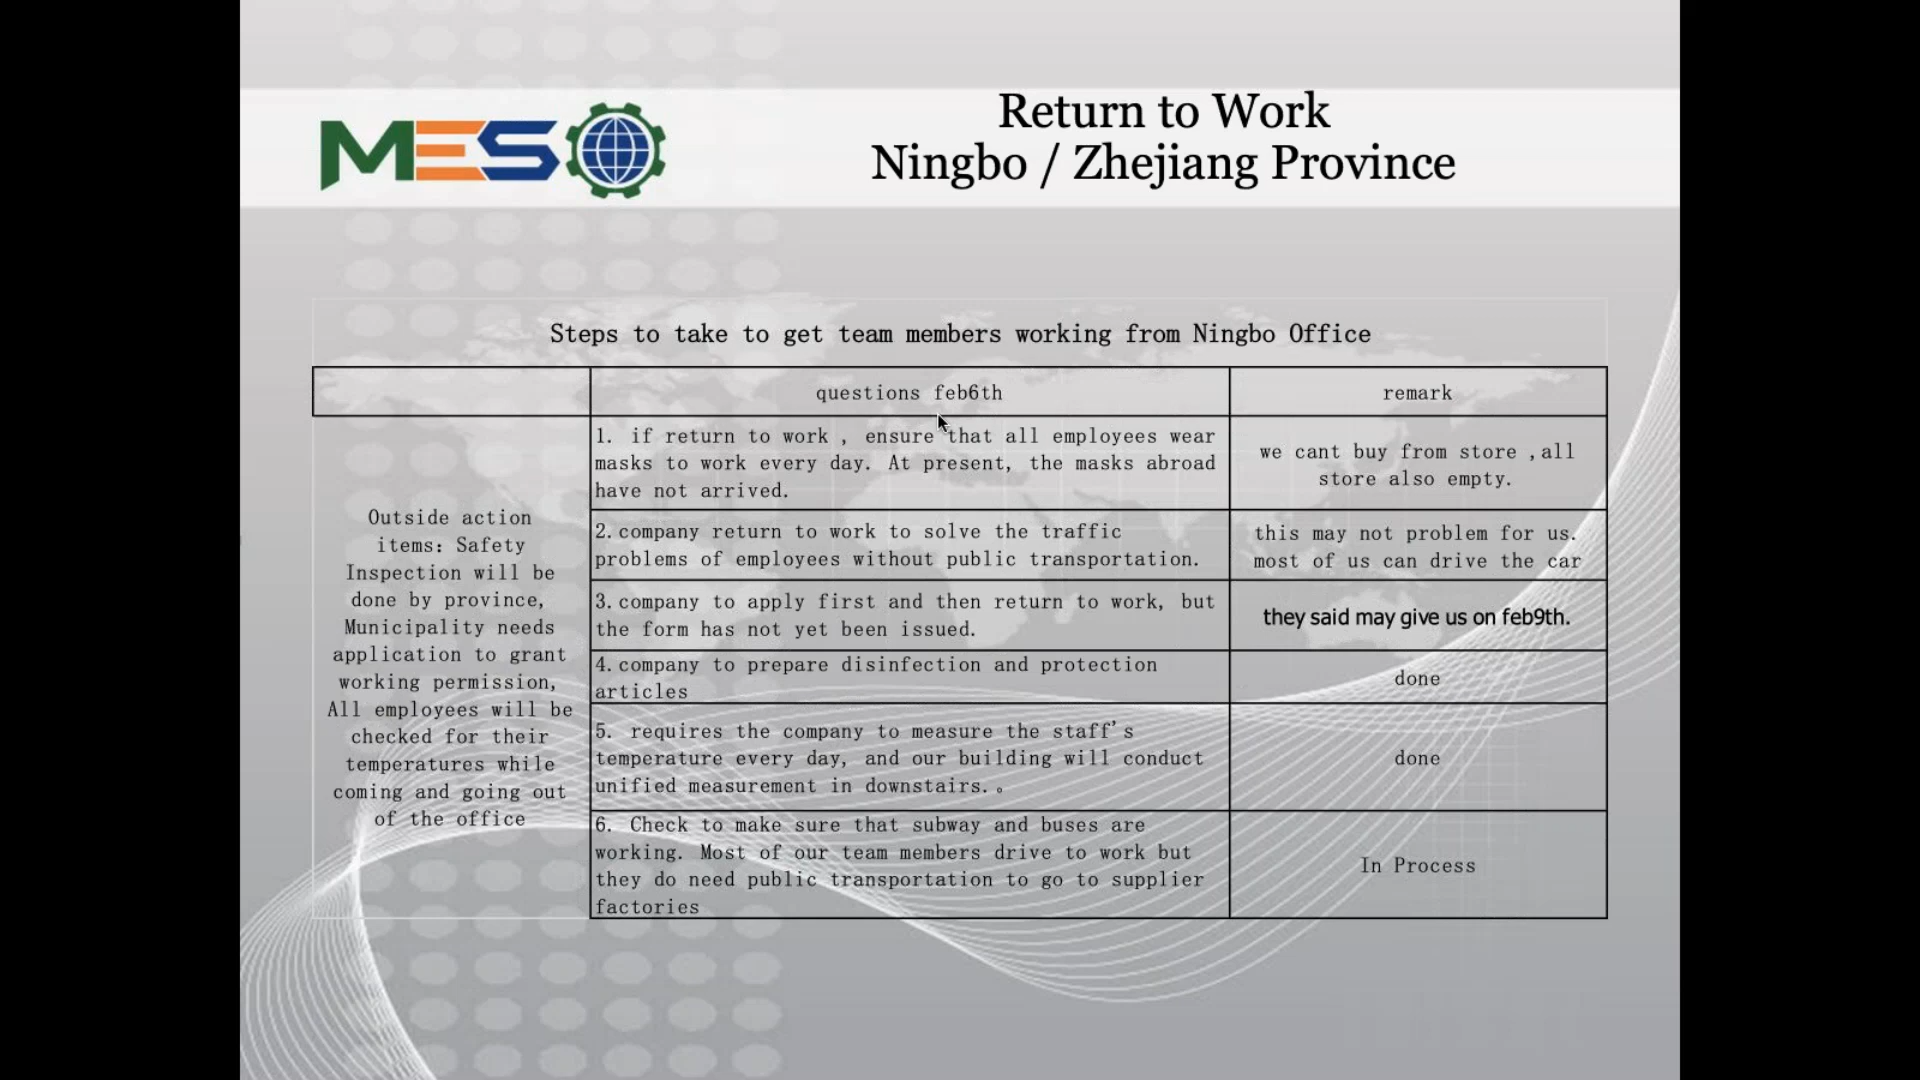 MES
Return to Work
Ningbo / Zhejiang Province
Steps to take to get team members working from Ningbo Office
questions feb6th
remark
Outside action
items: Safety
Inspection will be
done by province,
Municipality needs
application to grant
working permission,
All employees will be
checked for their
temperatures while
coming and going out
of the office
1. if return to work , ensure that all employees wear
masks to work every day. At present, the masks abroad
have not arrived.
we cant buy from store ,all
store also empty.
2.company return to work to solve the traffic
problems of employees without public transportation.
this may not problem for us.
most of us can drive the car
3.company to apply first and then return to work, but
the form has not yet been issued.
they said may give us on feb9th.
4.company to prepare disinfection and protection
articles
done
5. requires the company to measure the staff's
temperature every day, and our building will conduct
unified measurement in downstairs.。
done
6. Check to make sure that subway and buses are
working. Most of our team members drive to work but
they do need public transportation to go to supplier
factories
In Process